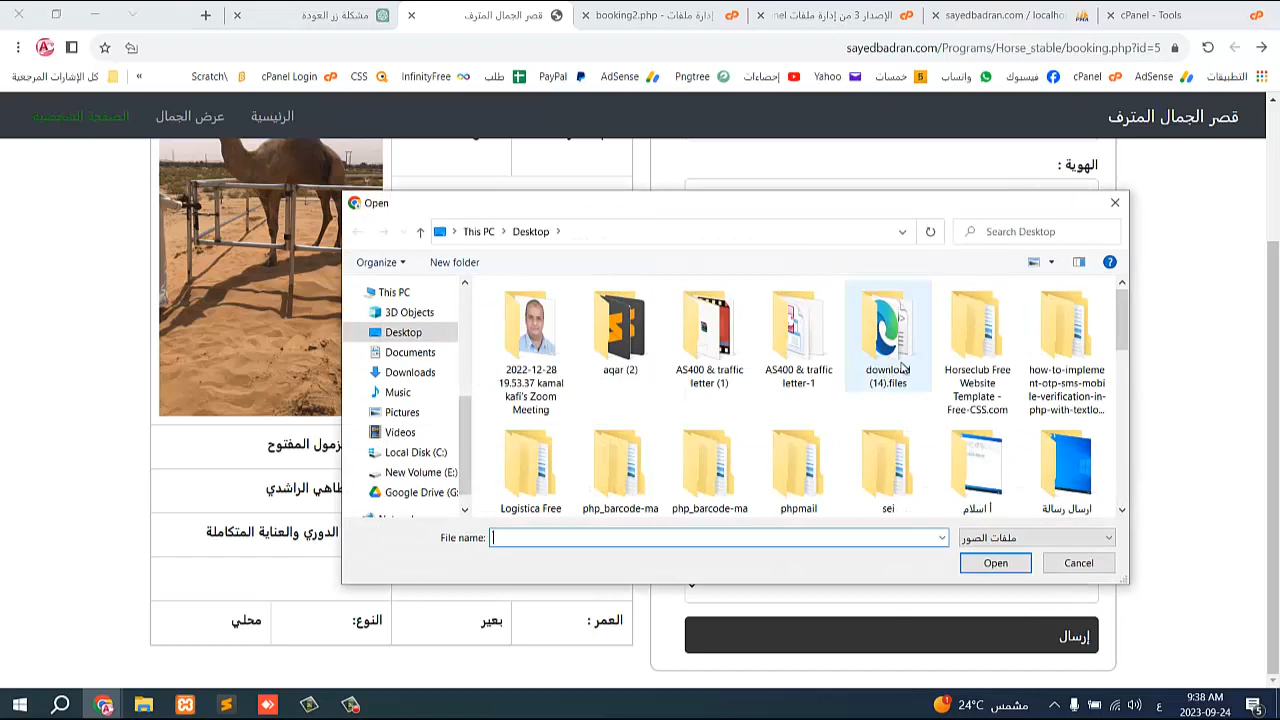 مشكلة زر العودة
قصر الجمال المترف
إدارة ملفات - booking2.php
الإصدار 3 من إدارة ملفات
sayedbadran.com / localho
cPanel - Tools
sayedbadran.com/Programs/Horse_stable/booking.php?id=5
كل الإشارات المرجعية
»
Scratch\
cPanel Login
CSS
InfinityFree
طلب
PayPal
AdSense
Pngtree
إحصاءات
Yahoo
خمسات
واتساب
فيسبوك
cPanel
AdSense
التطبيقات
قصر الجمال المترف
الرئيسية
عرض الجمال
الصفحة الشخصية
الهوية :
Open
This PC
Desktop
Search Desktop
Organize
New folder
This PC
3D Objects
Desktop
Documents
Downloads
Music
Pictures
Videos
Local Disk (C:)
New Volume (E:)
Google Drive (G:
2022-12-28
19.53.37 kamal
kafi's Zoom
Meeting
aqar (2)
AS400 & traffic
letter (1)
AS400 & traffic
letter-1
download
(14).files
Horseclub Free
Website
Template -
Free-CSS.com
how-to-impleme
nt-otp-sms-mobi
le-verification-in-
php-with-textlo...
Logistica Free
php_barcode-ma
php_barcode-ma
phpmail
sei
أ اسلام
ارسال رسالة
File name:
ملفات الصور
Open
Cancel
زمول المفتوح
طاهي الراشدي
الدوري والعناية المتكاملة
العمر :
بعير
النوع:
محلي
إرسال
24°C مشمس
ع
9:38 AM
2023-09-24
5